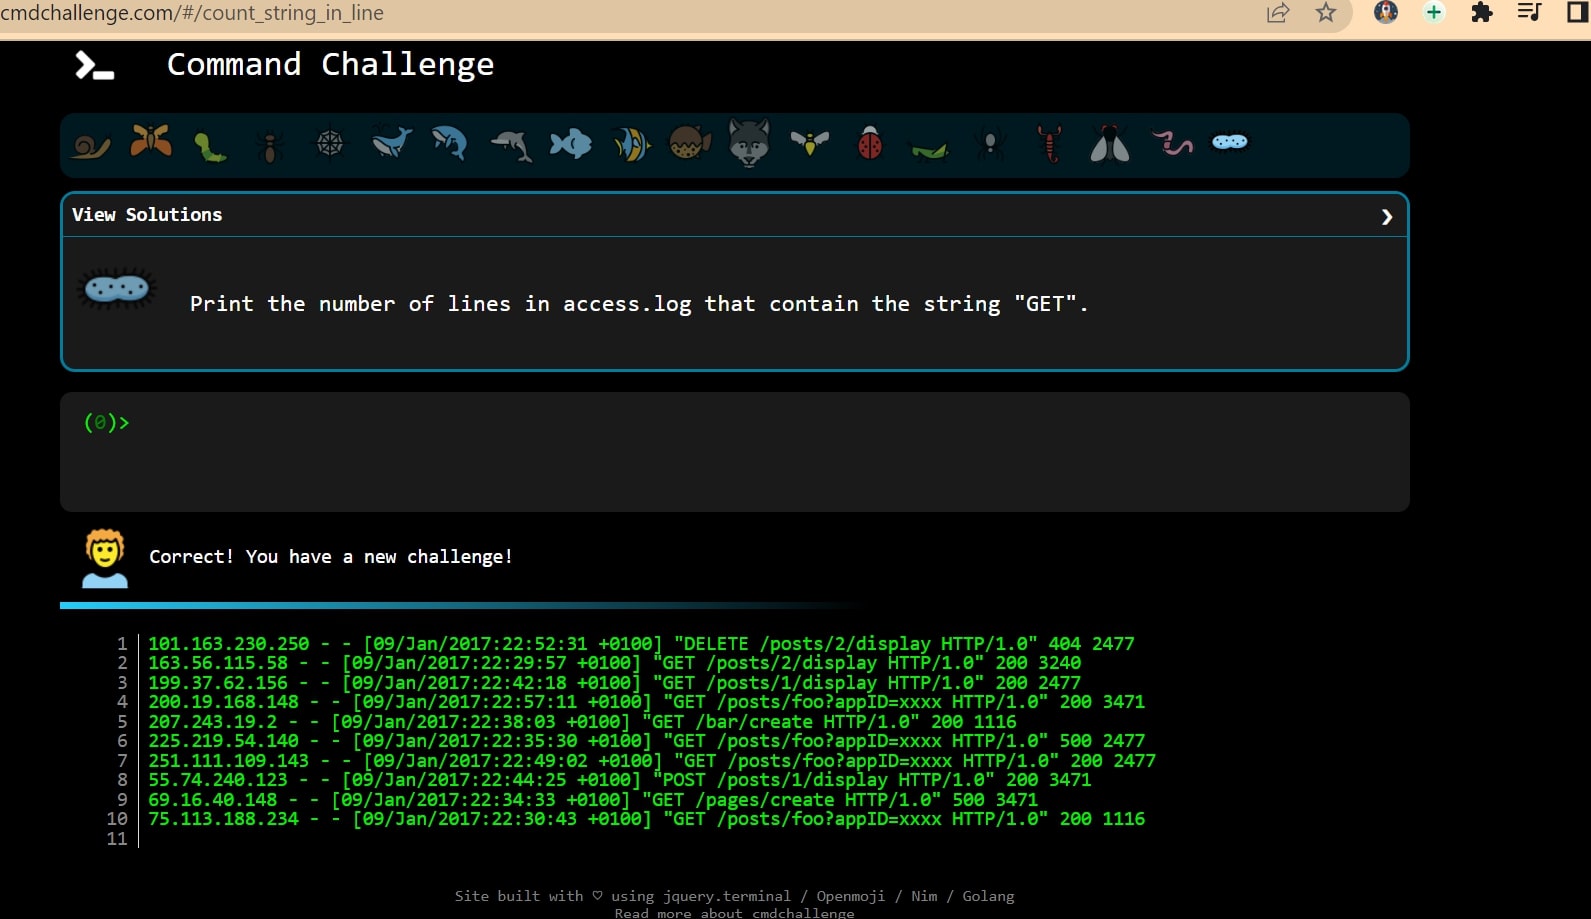 cmdchallenge.com/#/count_string_in_line
Command Challenge
View Solutions
Print the number of lines in access.log that contain the string "GET".
(0)>
Correct! You have a new challenge!
1 101.163.230.250 - - [09/Jan/2017:22:52:31 +0100] "DELETE /posts/2/display HTTP/1.0" 404 2477
2 163.56.115.58 - - [09/Jan/2017:22:29:57 +0100] "GET /posts/2/display HTTP/1.0" 200 3240
3 199.37.62.156 - - [09/Jan/2017:22:42:18 +0100] "GET /posts/1/display HTTP/1.0" 200 2477
4 200.19.168.148 - - [09/Jan/2017:22:57:11 +0100] "GET /posts/foo?appID=xxxx HTTP/1.0" 200 3471
5 207.243.19.2 - - [09/Jan/2017:22:38:03 +0100] "GET /bar/create HTTP/1.0" 200 1116
6 225.219.54.140 - - [09/Jan/2017:22:35:30 +0100] "GET /posts/foo?appID=xxxx HTTP/1.0" 500 2477
7 251.111.109.143 - - [09/Jan/2017:22:49:02 +0100] "GET /posts/foo?appID=xxxx HTTP/1.0" 200 2477
8 55.74.240.123 - - [09/Jan/2017:22:44:25 +0100] "POST /posts/1/display HTTP/1.0" 200 3471
9 69.16.40.148 - - [09/Jan/2017:22:34:33 +0100] "GET /pages/create HTTP/1.0" 500 3471
10 75.113.188.234 - - [09/Jan/2017:22:30:43 +0100] "GET /posts/foo?appID=xxxx HTTP/1.0" 200 1116
11
Site built with ♡ using jquery.terminal / Openmoji / Nim / Golang
Read more about cmdchallenge